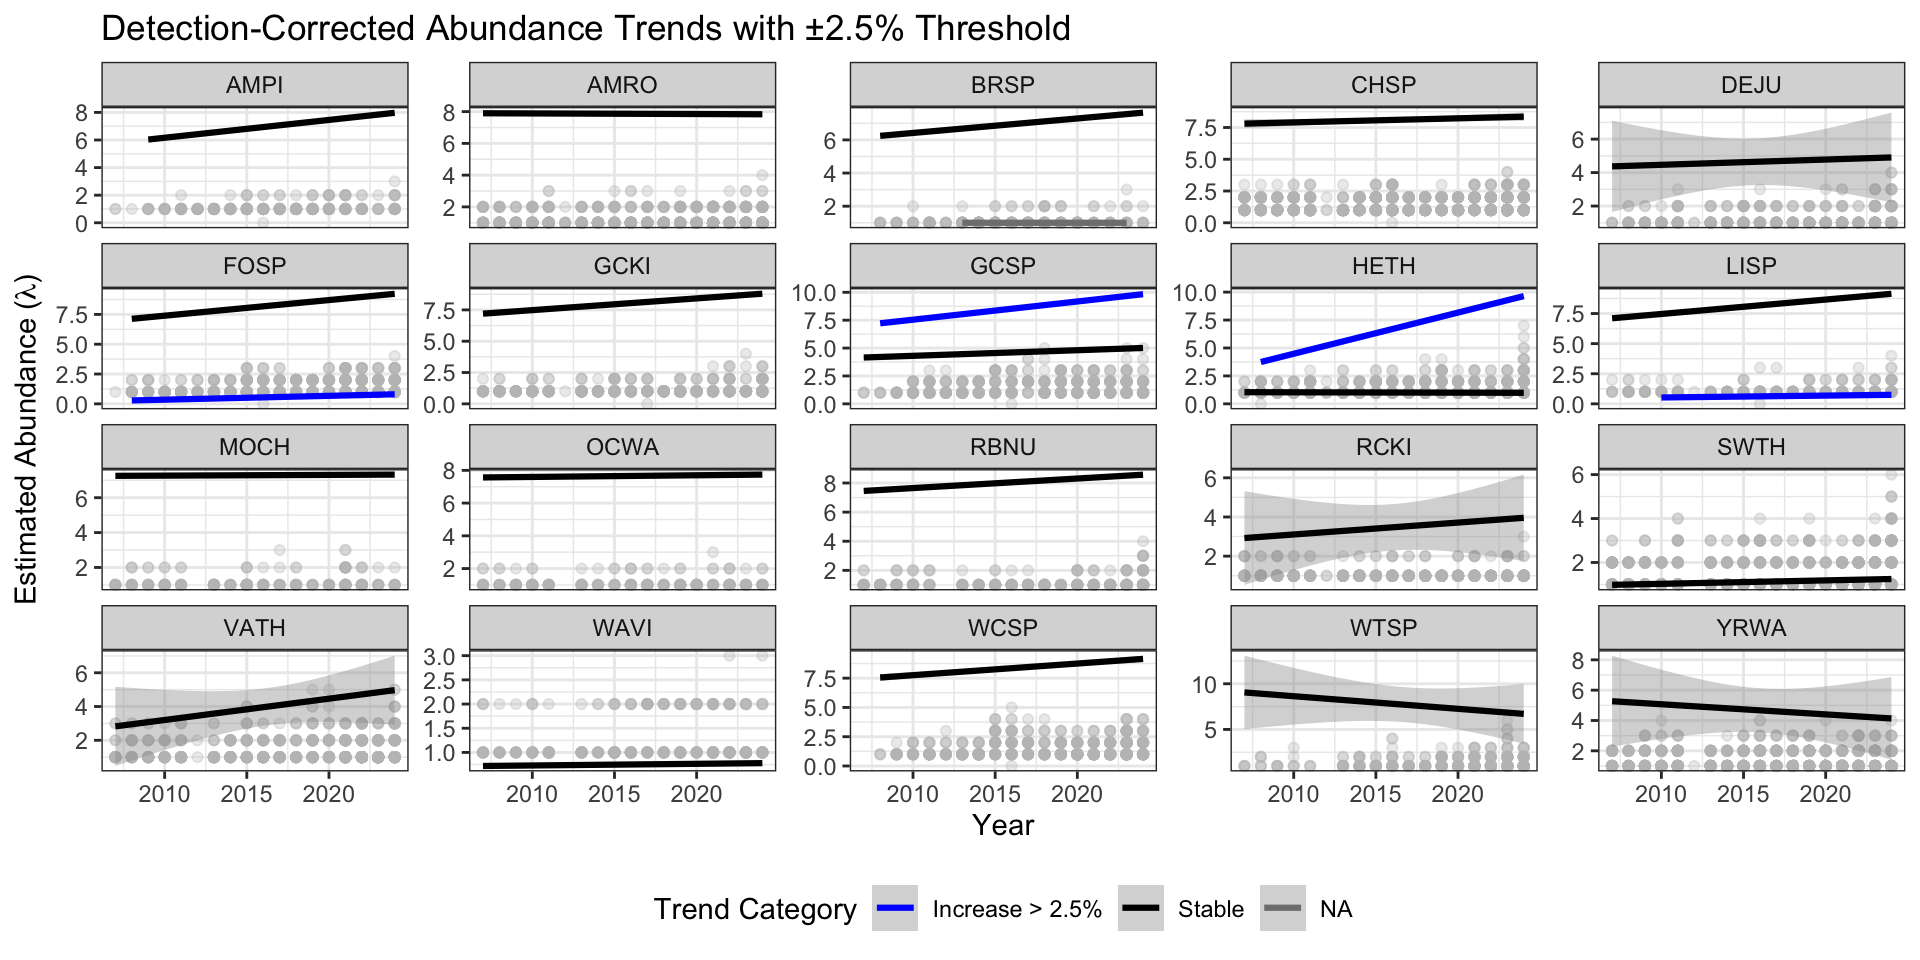 Detection-Corrected Abundance Trends with ±2.5% Threshold
AMPI AMRO BRSP CHSP DEJU
8 6 4 2 0
8 6 4 2
6 4 2
7.5 5.0 2.5 0.0
6 4 2
FOSP GCKI GCSP HETH LISP
7.5 5.0 2.5 0.0
7.5 5.0 2.5 0.0
10.0 7.5 5.0 2.5 0.0
10.0 7.5 5.0 2.5 0.0
7.5 5.0 2.5 0.0
MOCH OCWA RBNU RCKI SWTH
6 4 2
8 6 4 2
8 6 4 2
6 4 2
6 4 2
VATH WAVI WCSP WTSP YRWA
6 4 2
3.0 2.5 2.0 1.5 1.0
7.5 5.0 2.5 0.0
10 5
8 6 4 2
2010 2015 2020 2010 2015 2020 2010 2015 2020 2010 2015 2020 2010 2015 2020
Estimated Abundance (λ)
Year
Trend Category Increase > 2.5% Stable NA